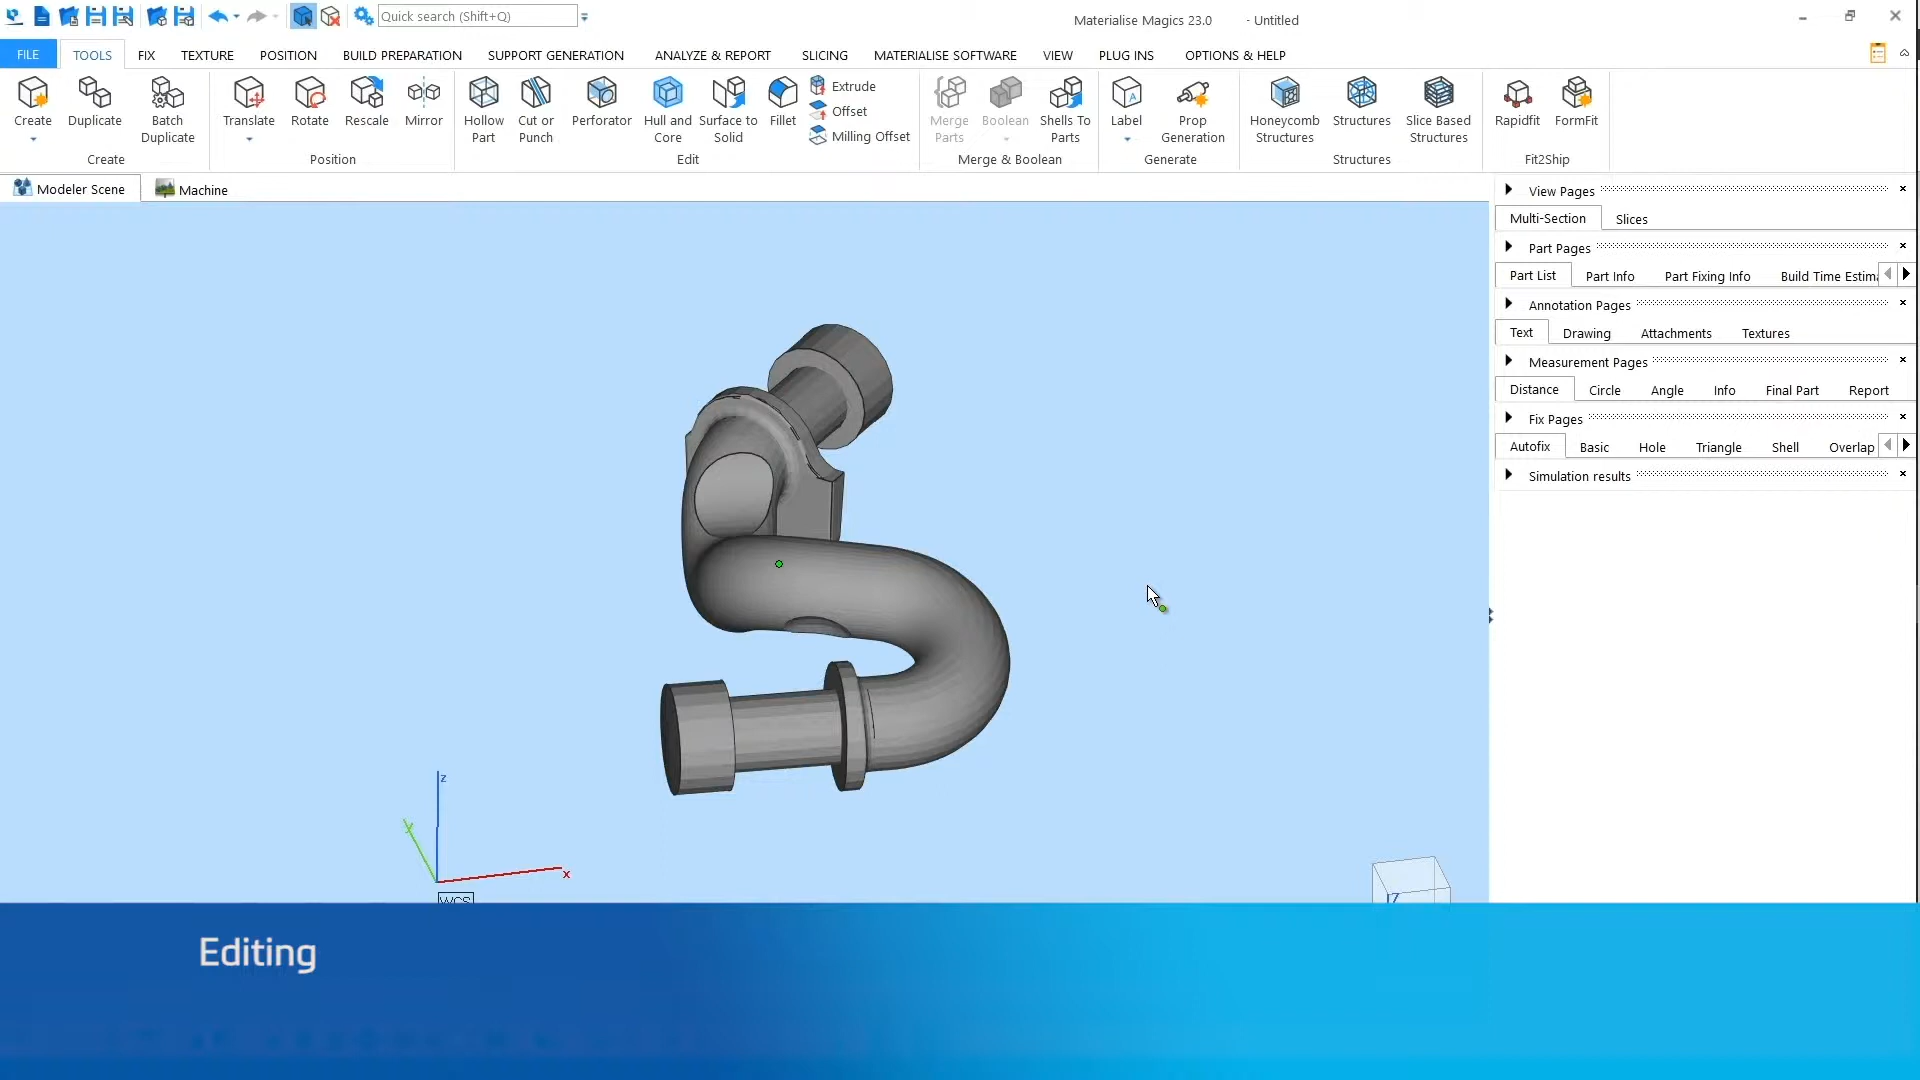 Quick search (Shift+Q)
Materialise Magics 23.0 - Untitled
FILE TOOLS FIX TEXTURE POSITION BUILD PREPARATION SUPPORT GENERATION ANALYZE & REPORT SLICING MATERIALISE SOFTWARE VIEW PLUG INS OPTIONS & HELP
Create
Duplicate
Batch
Duplicate
Create
Translate
Rotate
Rescale
Mirror
Position
Hollow
Part
Cut or
Punch
Perforator
Hull and
Core
Surface to
Solid
Fillet
Extrude
Offset
Milling Offset
Edit
Merge
Parts
Boolean
Shells To
Parts
Merge & Boolean
Label
Prop
Generation
Generate
Honeycomb
Structures
Structures
Slice Based
Structures
Structures
Rapidfit
FormFit
Fit2Ship
Modeler Scene Machine
View Pages
Multi-Section Slices
Part Pages
Part List Part Info Part Fixing Info Build Time Estima
Annotation Pages
Text Drawing Attachments Textures
Measurement Pages
Distance Circle Angle Info Final Part Report
Fix Pages
Autofix Basic Hole Triangle Shell Overlap
Simulation results
z
y
x
WCS
Editing